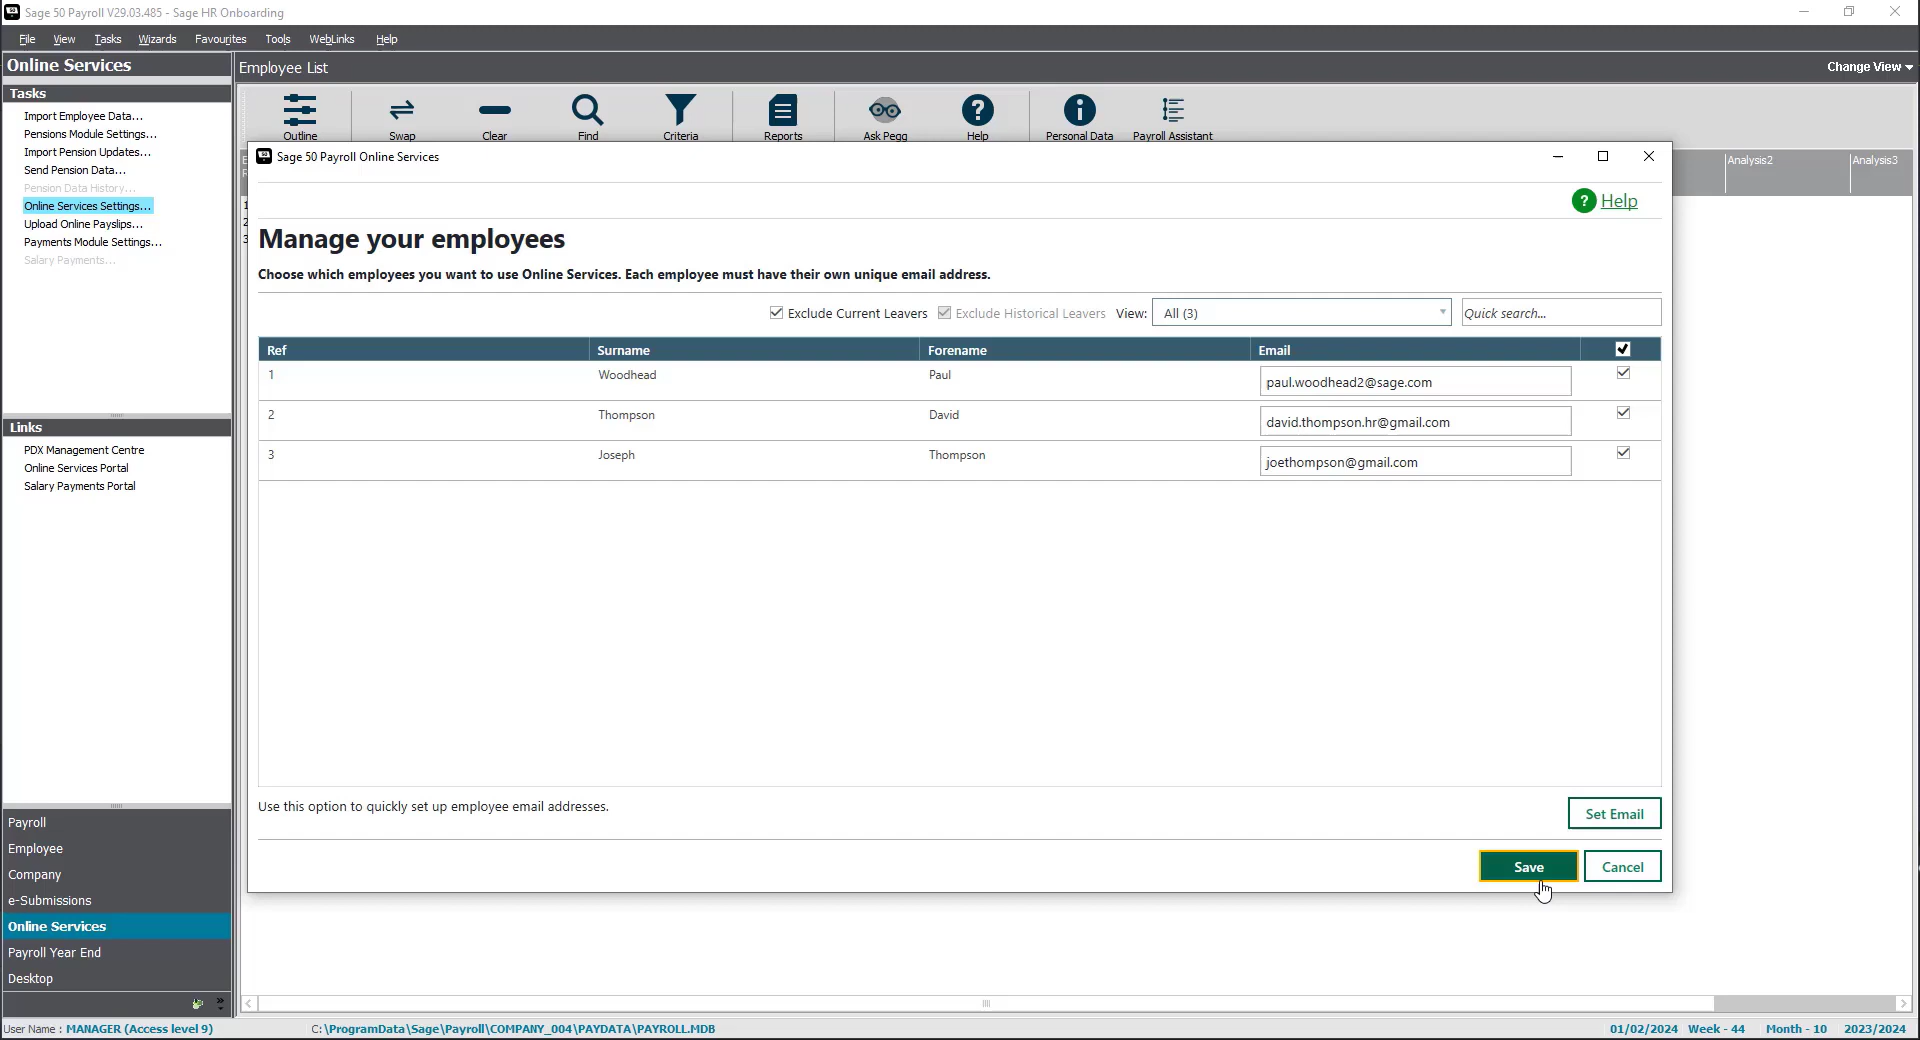 Sage 50 Payroll V29.03.485 - Sage HR Onboarding
File View Tasks Wizards Favourites Tools WebLinks Help
Online Services
Employee List
Change View
Tasks
Import Employee Data...
Pensions Module Settings...
Import Pension Updates...
Send Pension Data...
Pension Data History...
Online Services Settings...
Upload Online Payslips...
Payments Module Settings...
Salary Payments...
Outline Swap Clear Find Criteria Reports Ask Pegg Help Personal Data Payroll Assistant
Analysis2 Analysis3
1
2
3
Sage 50 Payroll Online Services
? Help
Manage your employees
Choose which employees you want to use Online Services. Each employee must have their own unique email address.
Exclude Current Leavers Exclude Historical Leavers View: All (3) Quick search...
Ref Surname Forename Email
1 Woodhead Paul paul.woodhead2@sage.com
2 Thompson David david.thompson.hr@gmail.com
3 Joseph Thompson joethompson@gmail.com
Use this option to quickly set up employee email addresses.
Set Email
Save Cancel
Links
PDX Management Centre
Online Services Portal
Salary Payments Portal
Payroll
Employee
Company
e-Submissions
Online Services
Payroll Year End
Desktop
User Name : MANAGER (Access level 9) C:\ProgramData\Sage\Payroll\COMPANY_004\PAYDATA\PAYROLL.MDB 01/02/2024 Week - 44 Month - 10 2023/2024